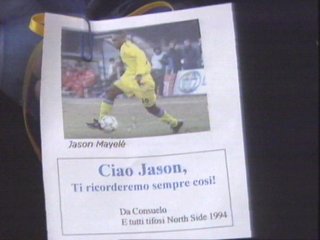 Jason Mayelé
Ciao Jason,
Ti ricorderemo sempre così!
Da Consuelo
E tutti tifosi North Side 1994